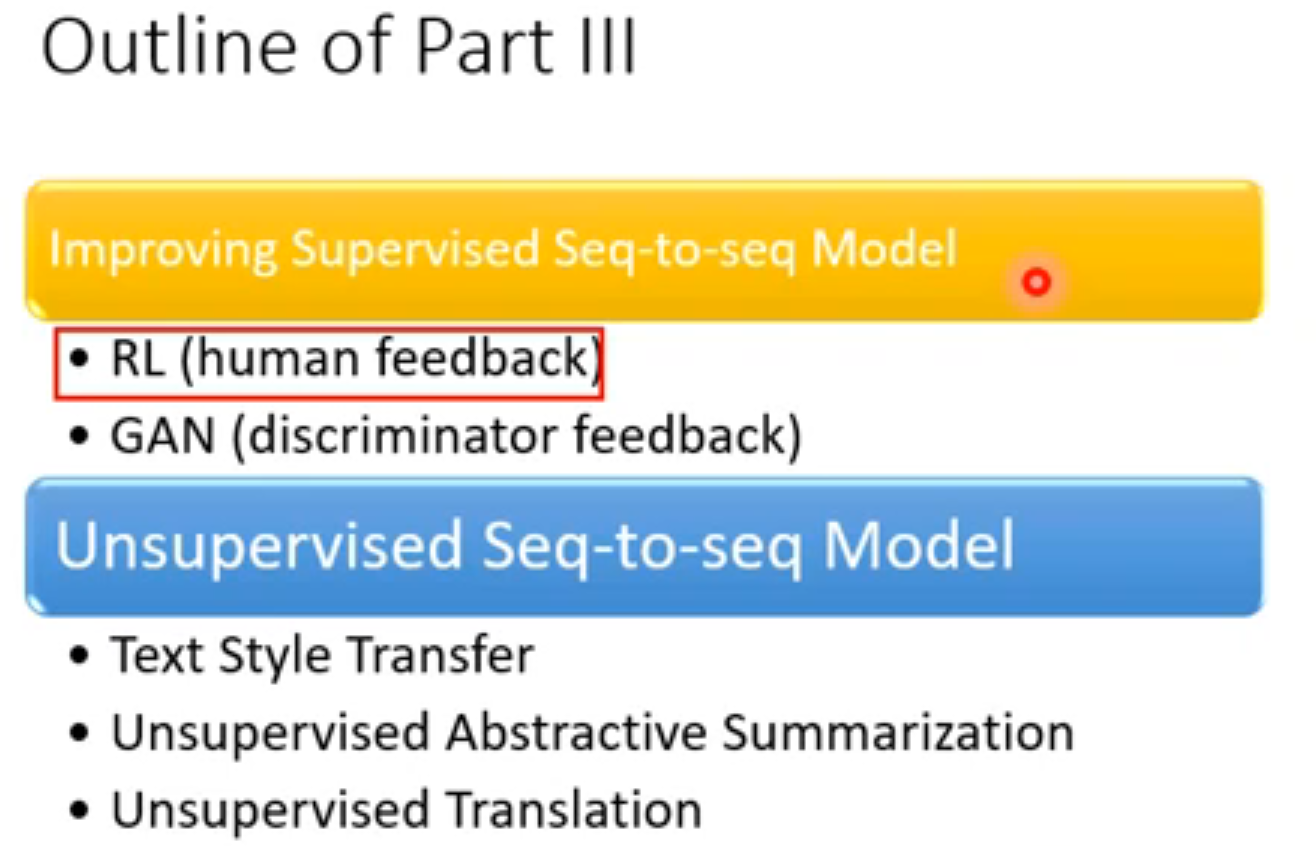 Outline of Part III
Improving Supervised Seq-to-seq Model
• RL (human feedback)
• GAN (discriminator feedback)
Unsupervised Seq-to-seq Model
• Text Style Transfer
• Unsupervised Abstractive Summarization
• Unsupervised Translation